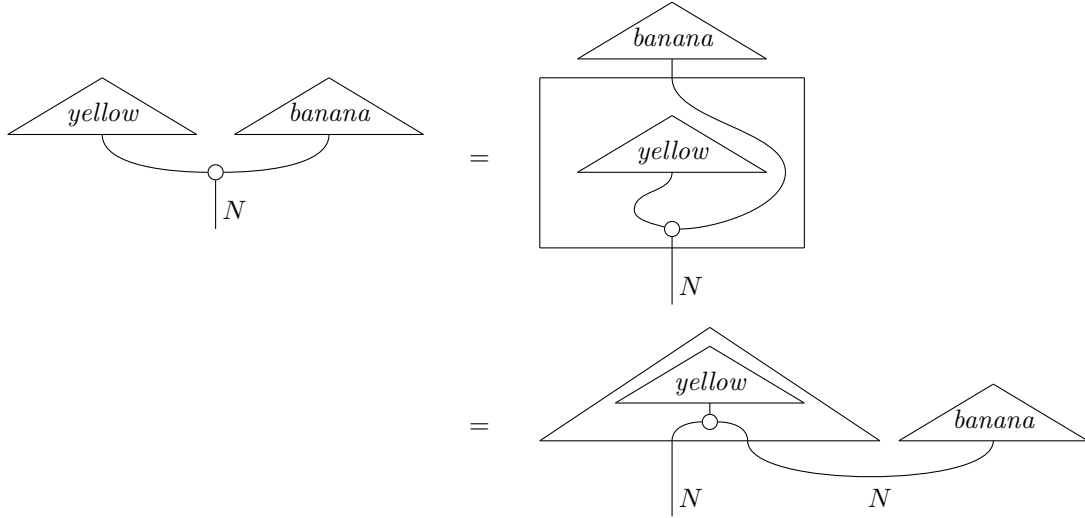 banana
yellow banana
=
yellow
N
N
yellow
= banana
N N